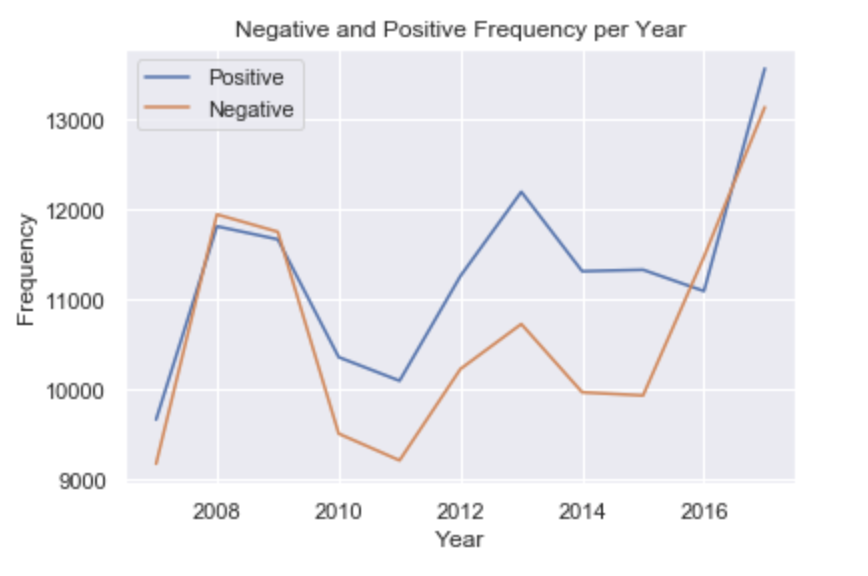 Negative and Positive Frequency per Year
Positive
Negative
13000
12000
11000
10000
9000
Frequency
2008 2010 2012 2014 2016
Year